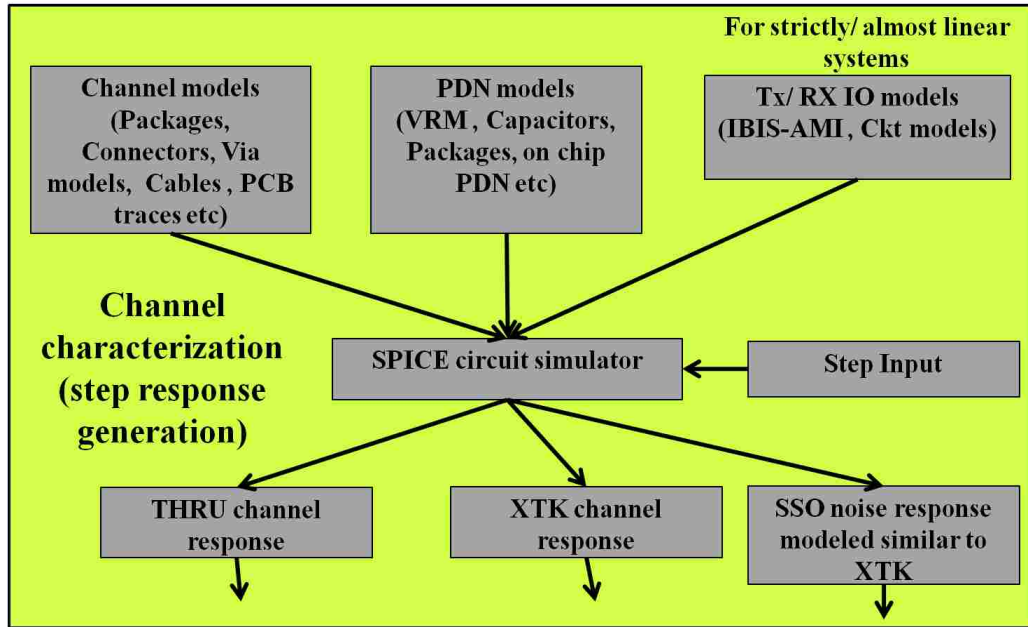 For strictly/ almost linear
systems
Channel models
(Packages,
Connectors, Via
models, Cables , PCB
traces etc)
PDN models
(VRM , Capacitors,
Packages, on chip
PDN etc)
Tx/ RX IO models
(IBIS-AMI , Ckt models)
Channel
characterization
(step response
generation)
SPICE circuit simulator
Step Input
THRU channel
response
XTK channel
response
SSO noise response
modeled similar to
XTK